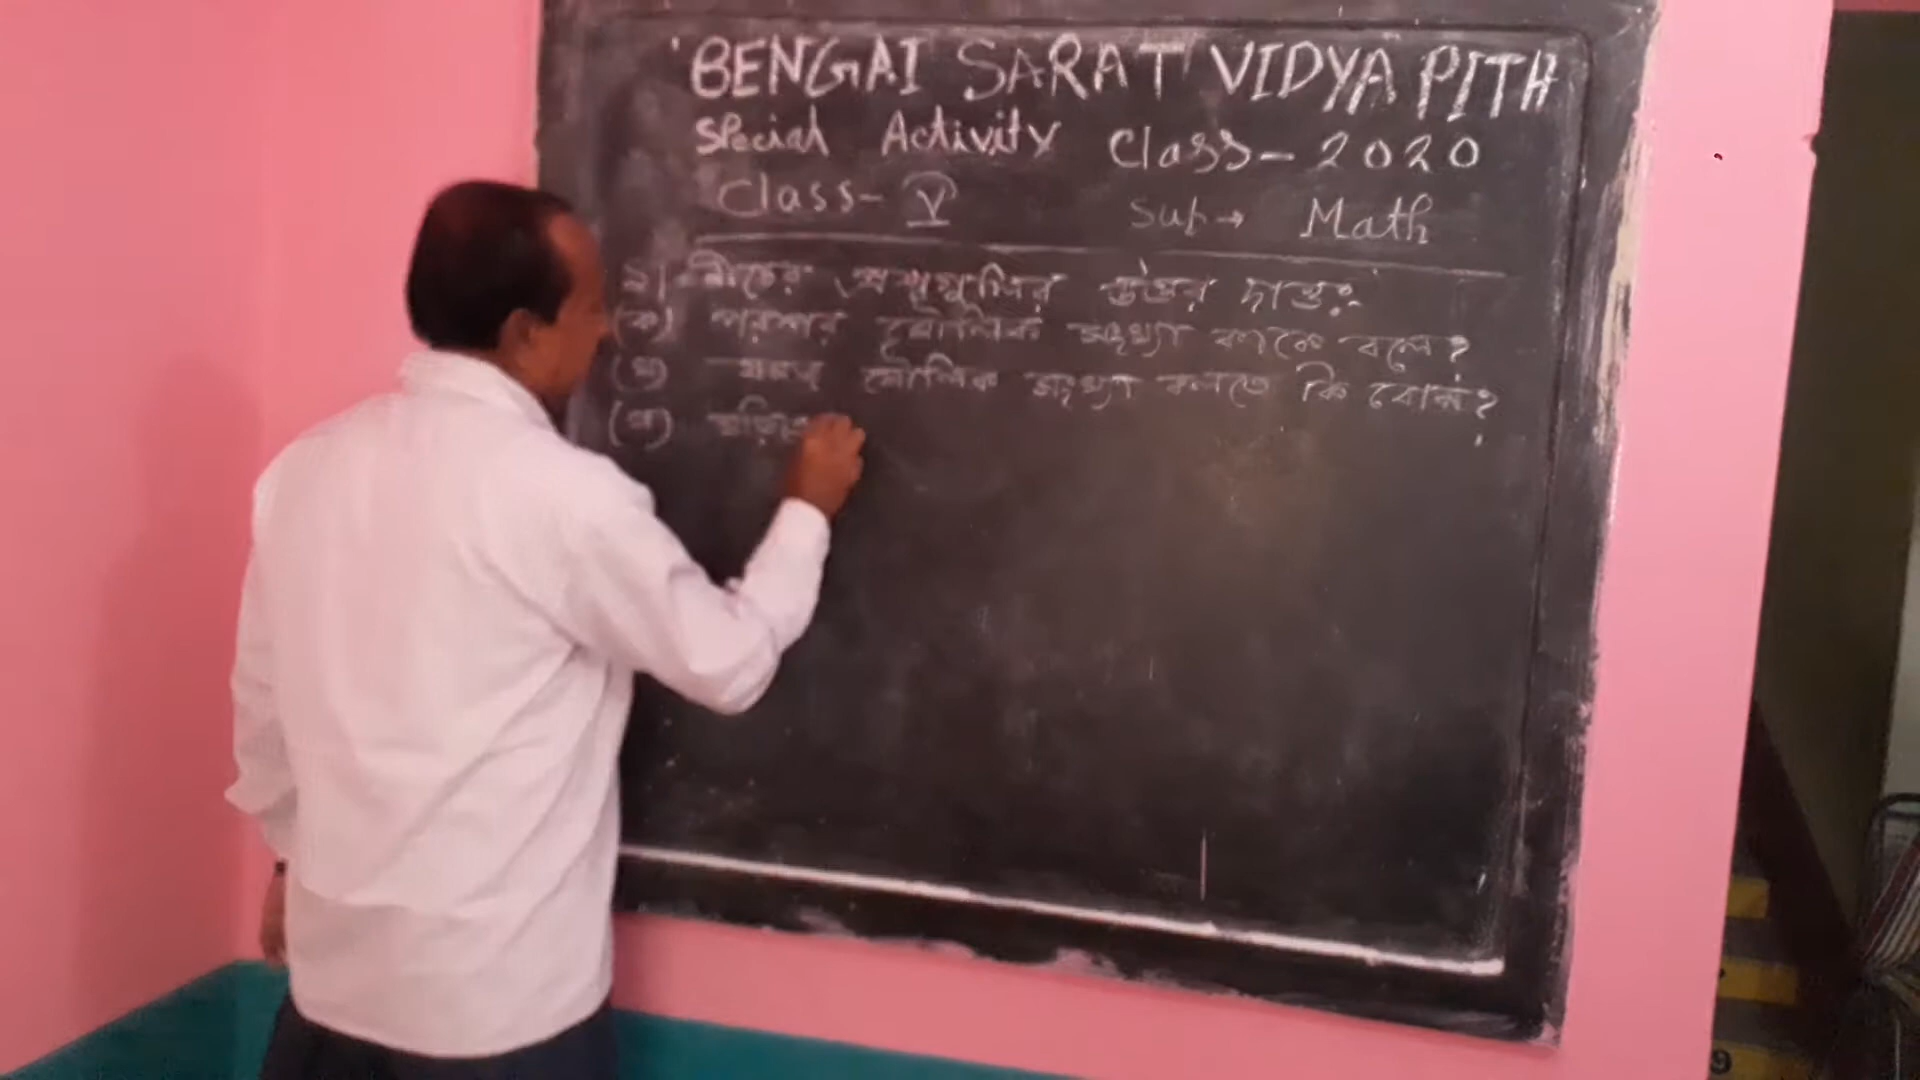 BENGAI SARAT VIDYA PITH
Special Activity Class - 2020
Class - V Sub → Math
১। নীচের প্রশ্নগুলির উত্তর দাও :-
(ক) পরস্পর মৌলিক সংখ্যা কাকে বলে?
(খ) যমজ মৌলিক সংখ্যা বলতে কি বোঝ?
(গ)